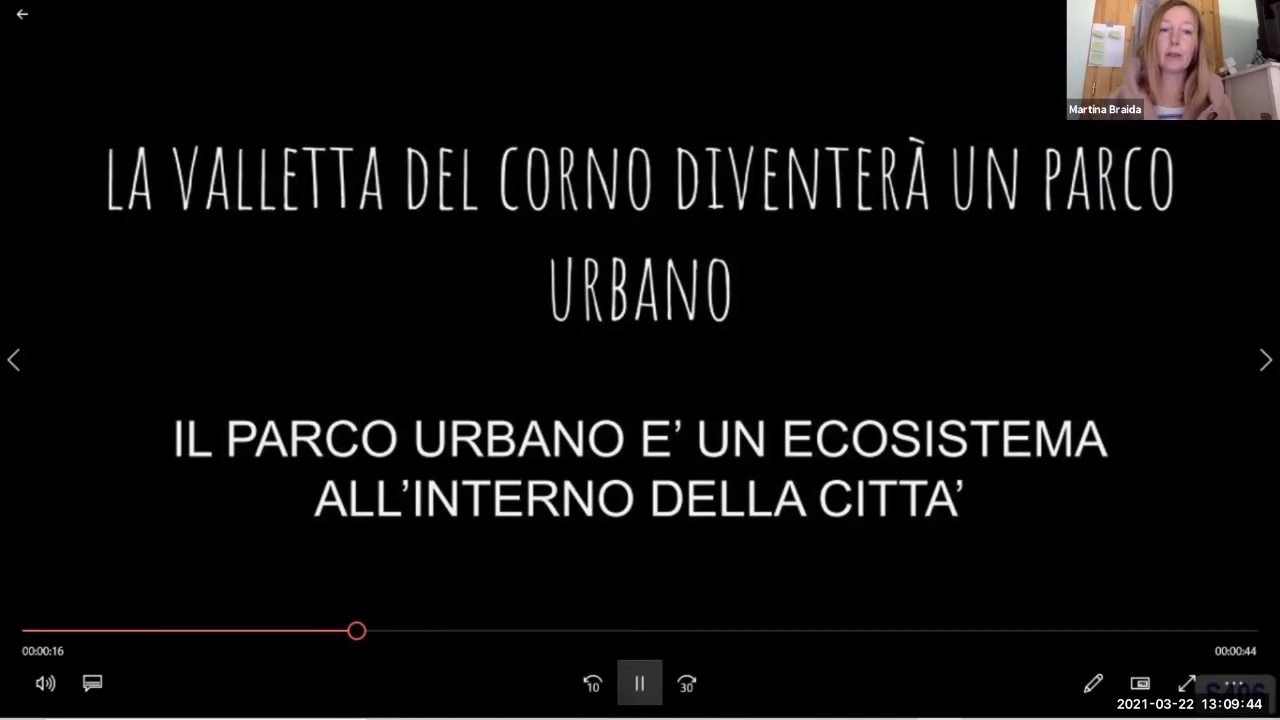 Martina Braida
LA VALLETTA DEL CORNO DIVENTERÀ UN PARCO
URBANO
IL PARCO URBANO E' UN ECOSISTEMA
ALL'INTERNO DELLA CITTA'
00:00:16
00:00:44
10
30
2021-03-22 13:09:44